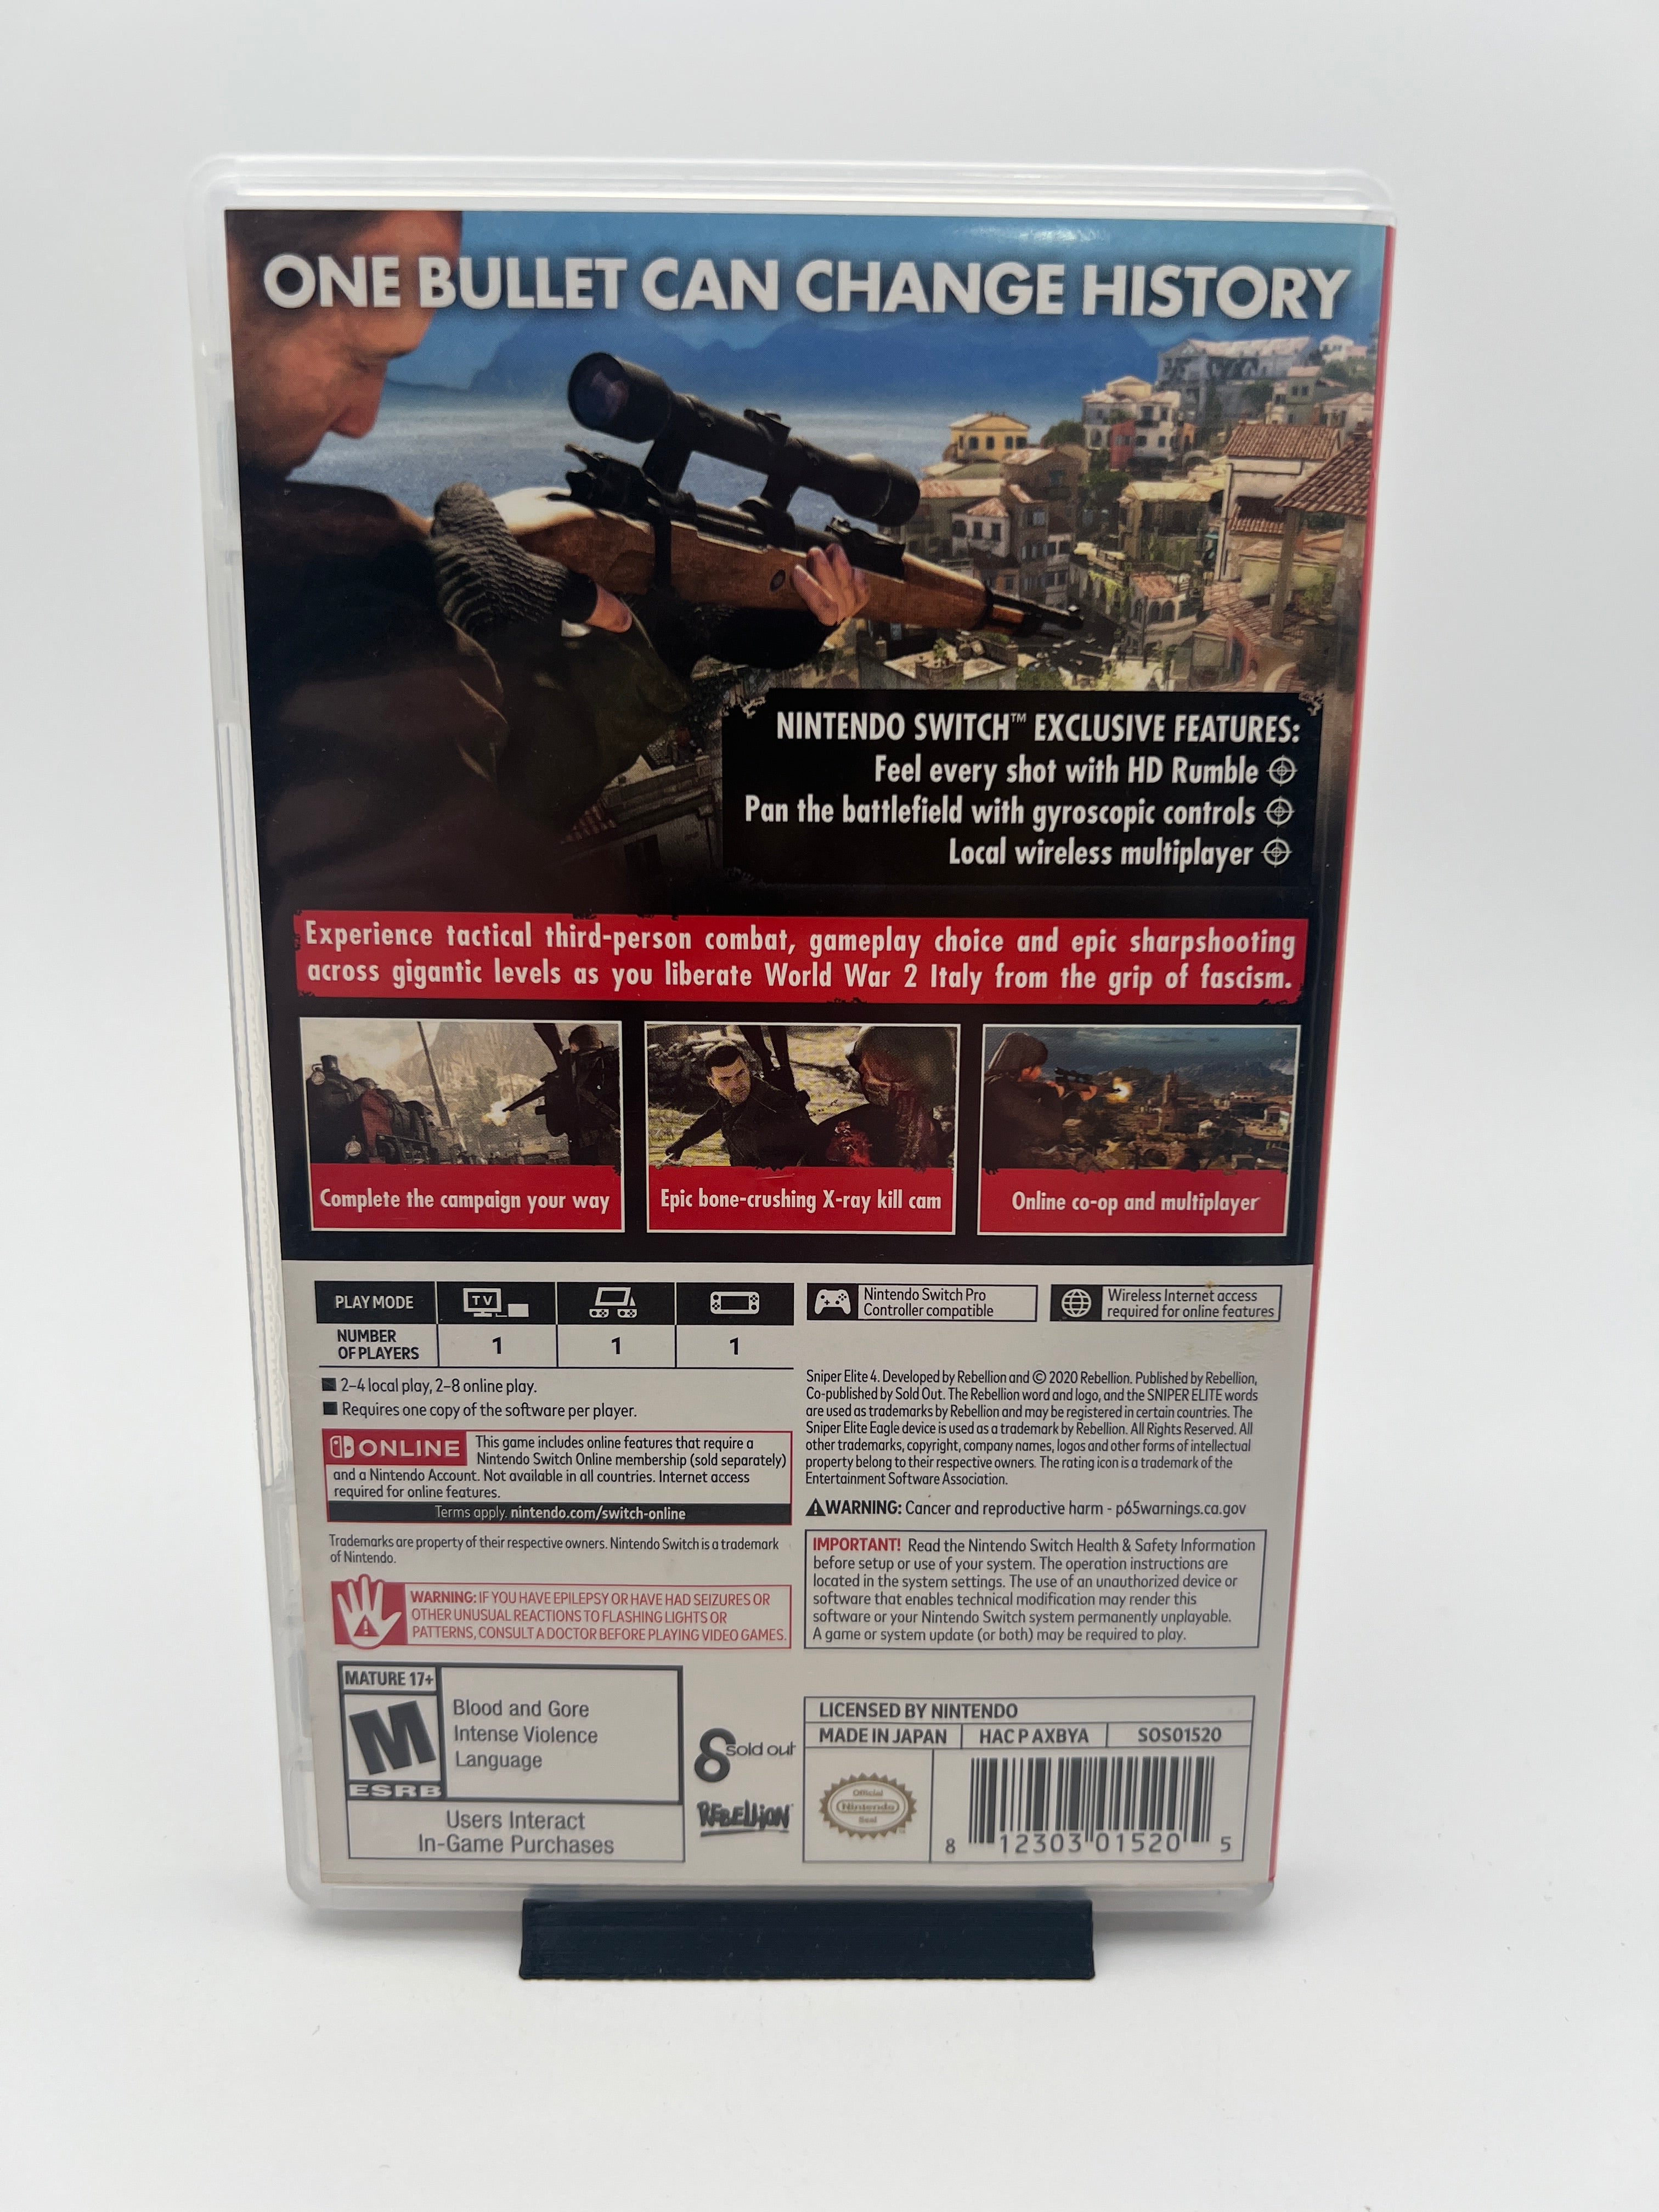 ONE BULLET CAN CHANGE HISTORY
NINTENDO SWITCH™ EXCLUSIVE FEATURES:
Feel every shot with HD Rumble
Pan the battlefield with gyroscopic controls
Local wireless multiplayer
Experience tactical third-person combat, gameplay choice and epic sharpshooting
across gigantic levels as you liberate World War 2 Italy from the grip of fascism.
Complete the campaign your way
Epic bone-crushing X-ray kill cam
Online co-op and multiplayer
PLAY MODE
TV
NUMBER
OF PLAYERS
1
1
1
2–4 local play, 2–8 online play.
Requires one copy of the software per player.
ONLINE
This game includes online features that require a
Nintendo Switch Online membership (sold separately)
and a Nintendo Account. Not available in all countries. Internet access
required for online features.
Terms apply. nintendo.com/switch-online
Trademarks are property of their respective owners. Nintendo Switch is a trademark
of Nintendo.
WARNING: IF YOU HAVE EPILEPSY OR HAVE HAD SEIZURES OR
OTHER UNUSUAL REACTIONS TO FLASHING LIGHTS OR
PATTERNS, CONSULT A DOCTOR BEFORE PLAYING VIDEO GAMES.
Nintendo Switch Pro
Controller compatible
Wireless Internet access
required for online features
Sniper Elite 4. Developed by Rebellion and © 2020 Rebellion. Published by Rebellion,
Co-published by Sold Out. The Rebellion word and logo, and the SNIPER ELITE words
are used as trademarks by Rebellion and may be registered in certain countries. The
Sniper Elite Eagle device is used as a trademark by Rebellion. All Rights Reserved. All
other trademarks, copyright, company names, logos and other forms of intellectual
property belong to their respective owners. The rating icon is a trademark of the
Entertainment Software Association.
WARNING: Cancer and reproductive harm - p65warnings.ca.gov
IMPORTANT! Read the Nintendo Switch Health & Safety Information
before setup or use of your system. The operation instructions are
located in the system settings. The use of an unauthorized device or
software that enables technical modification may render this
software or your Nintendo Switch system permanently unplayable.
A game or system update (or both) may be required to play.
MATURE 17+
M
ESRB
Blood and Gore
Intense Violence
Language
Users Interact
In-Game Purchases
sold out
REBELLION
LICENSED BY NINTENDO
MADE IN JAPAN
HAC P AXBYA
SOS01520
Official
Nintendo
Seal
8 12303 01520 5